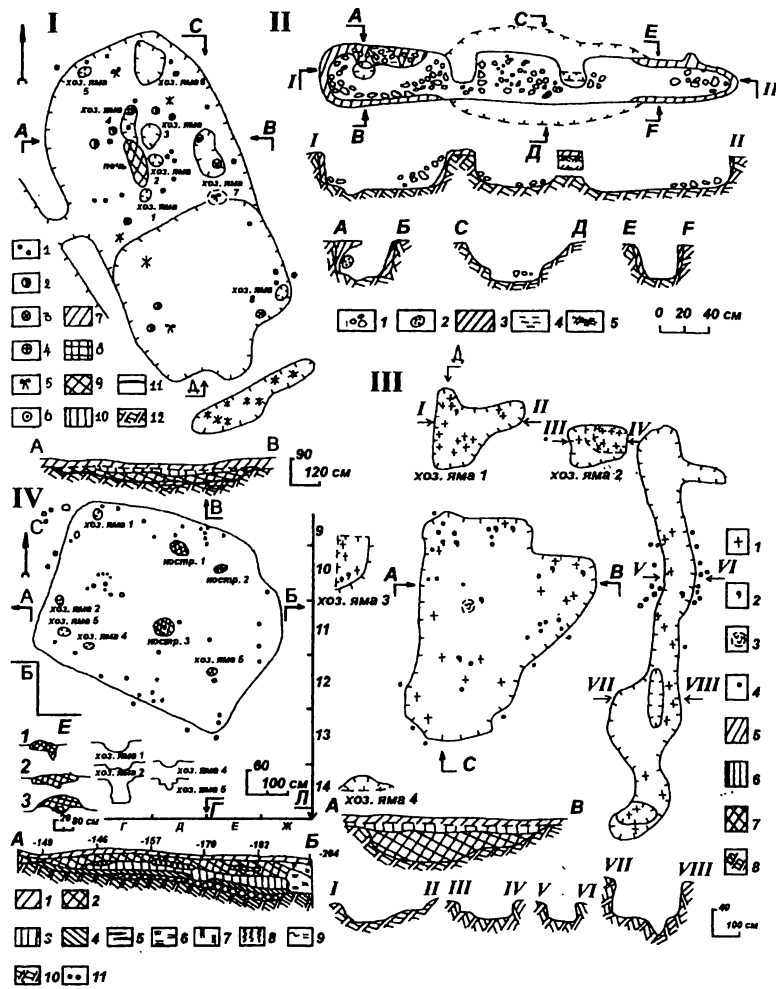 I
С
хоз. яма 5
хоз. яма 6
хоз. яма 4
хоз. яма 3
А
В
печь
хоз. яма 2
хоз. яма 7
хоз. яма 1
хоз. яма 8
Д
1
2
3
7
4
8
5
9
11
6
10
12
А
В
90
120 см
II
А
С
Е
I
II
В
Д
F
I
II
А
Б
С
Д
Е
F
1
2
3
4
5
0 20 40 см
III
Д
I
II
III
IV
хоз. яма 1
хоз. яма 2
А
В
хоз. яма 3
V
VI
VII
VIII
С
хоз. яма 4
А
В
I
II
III
IV
V
VI
VII
VIII
1
2
3
4
5
6
7
8
40
100 см
IV
С
В
хоз. яма 1
костр. 1
костр. 2
А
Б
хоз. яма 2
хоз. яма 5
хоз. яма 4
костр. 3
хоз. яма 5
9
10
11
12
13
14
Б
Е
1
2
3
хоз. яма 1
хоз. яма 2
хоз. яма 4
хоз. яма 5
60
100 см
Л
80 см
Г
Г
Д
Е
Ж
А
-149
-146
-157
-170
-182
Б
-204
1
2
3
4
5
6
7
8
9
10
11